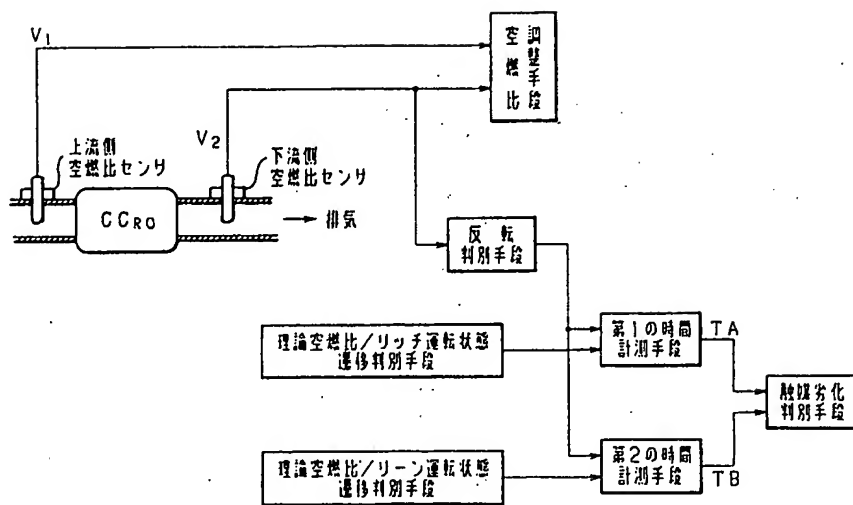 V1
V2
上流側
空燃比センサ
下流側
空燃比センサ
CCRO
排気
空燃比
調整手段
反転
判別手段
理論空燃比/リッチ運転状態
遷移判別手段
第1の時間
計測手段
TA
触媒劣化
判別手段
理論空燃比/リーン運転状態
遷移判別手段
第2の時間
計測手段
TB